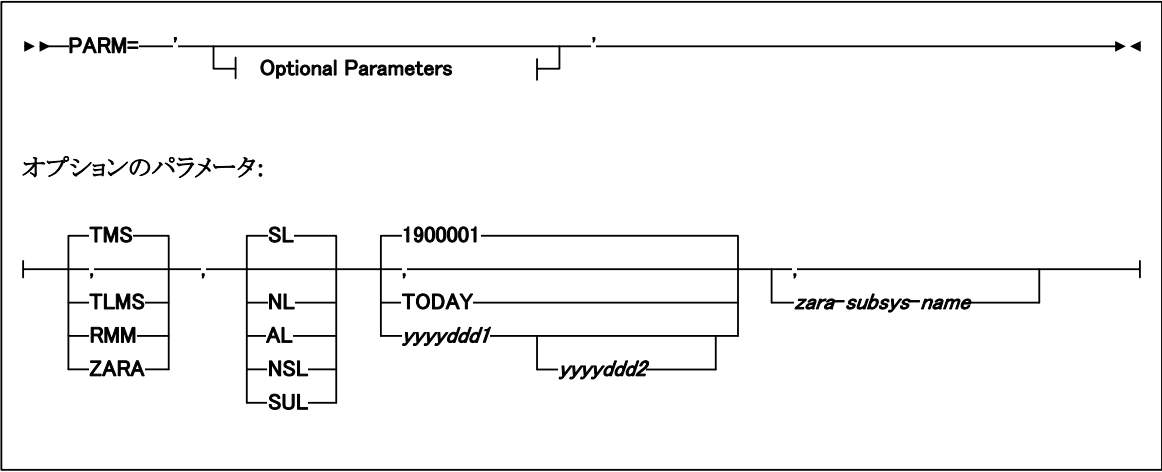 PARM= ' '
Optional Parameters
オプションのパラメータ:
TMS SL 1900001
, , , ,
TLMS NL TODAY zara-subsys-name
RMM AL yyyyddd1
ZARA NSL yyyyddd2
SUL